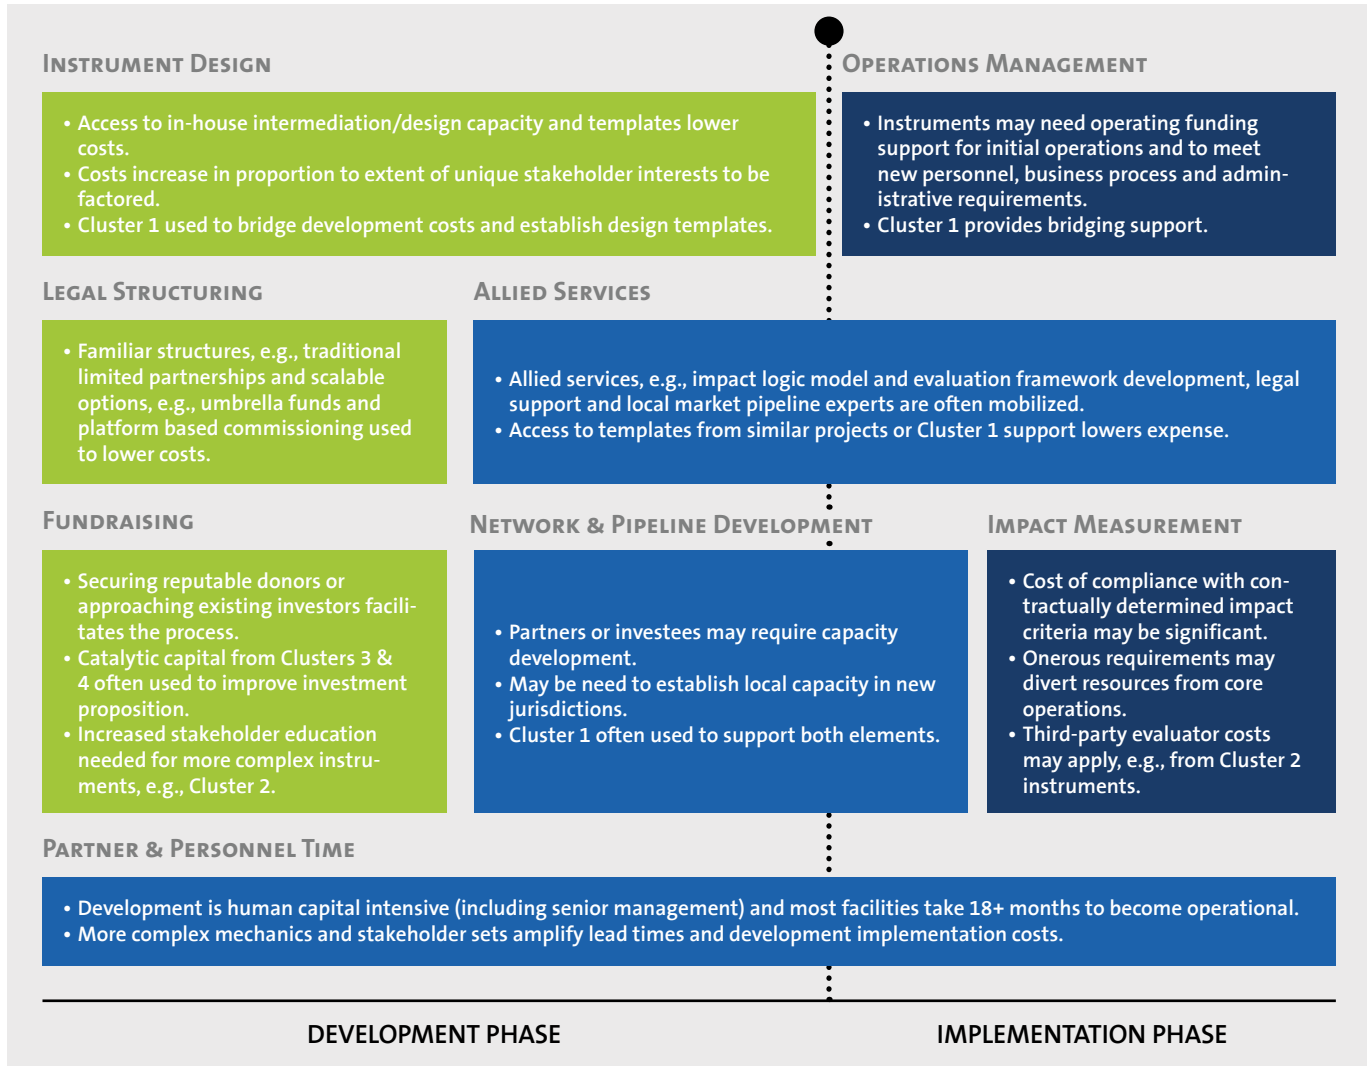 INSTRUMENT DESIGN
• Access to in-house intermediation/design capacity and templates lower
costs.
• Costs increase in proportion to extent of unique stakeholder interests to be
factored.
• Cluster 1 used to bridge development costs and establish design templates.
OPERATIONS MANAGEMENT
• Instruments may need operating funding
support for initial operations and to meet
new personnel, business process and admin-
istrative requirements.
• Cluster 1 provides bridging support.
LEGAL STRUCTURING
• Familiar structures, e.g., traditional
limited partnerships and scalable
options, e.g., umbrella funds and
platform based commissioning used
to lower costs.
ALLIED SERVICES
• Allied services, e.g., impact logic model and evaluation framework development, legal
support and local market pipeline experts are often mobilized.
• Access to templates from similar projects or Cluster 1 support lowers expense.
FUNDRAISING
• Securing reputable donors or
approaching existing investors facili-
tates the process.
• Catalytic capital from Clusters 3 &
4 often used to improve investment
proposition.
• Increased stakeholder education
needed for more complex instru-
ments, e.g., Cluster 2.
NETWORK & PIPELINE DEVELOPMENT
• Partners or investees may require capacity
development.
• May be need to establish local capacity in new
jurisdictions.
• Cluster 1 often used to support both elements.
IMPACT MEASUREMENT
• Cost of compliance with con-
tractually determined impact
criteria may be significant.
• Onerous requirements may
divert resources from core
operations.
• Third-party evaluator costs
may apply, e.g., from Cluster 2
instruments.
PARTNER & PERSONNEL TIME
• Development is human capital intensive (including senior management) and most facilities take 18+ months to become operational.
• More complex mechanics and stakeholder sets amplify lead times and development implementation costs.
DEVELOPMENT PHASE
IMPLEMENTATION PHASE